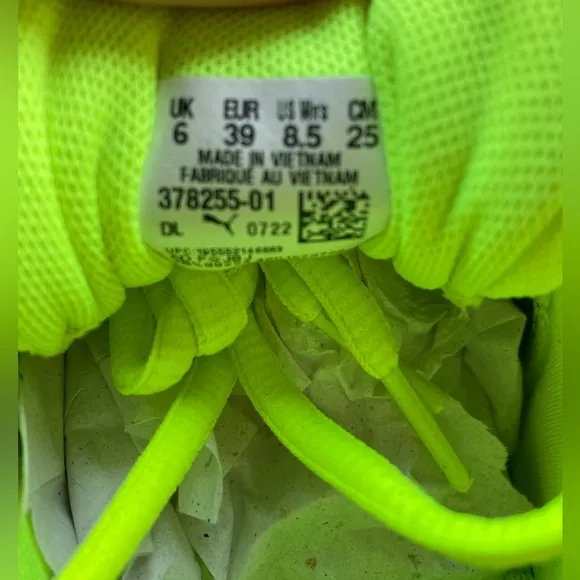 UK EUR US Wns CM
6 39 8.5 25
MADE IN VIETNAM
FABRIQUÉ AU VIETNAM
378255-01
DL 0722